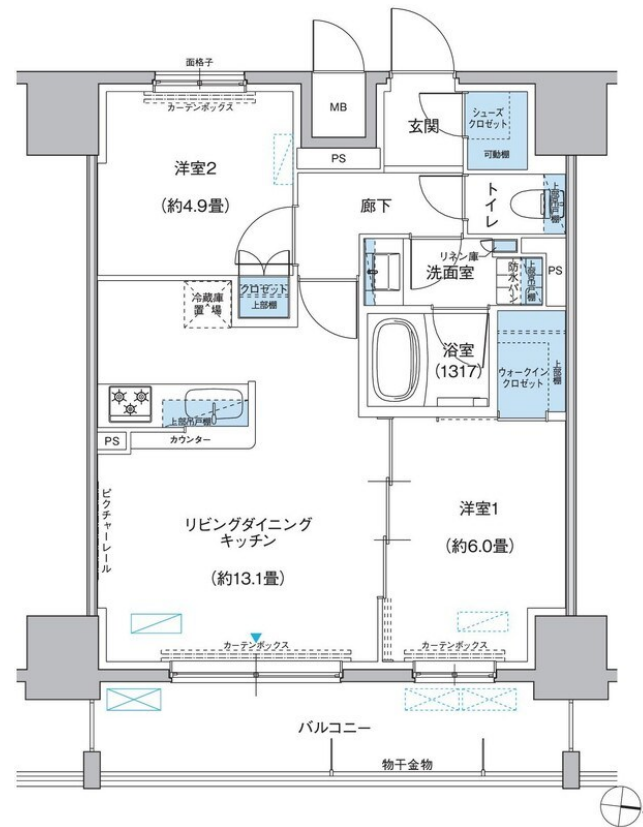 面格子
カーテンボックス
MB
玄関
シューズ
クロゼット
可動棚
PS
洋室2
(約4.9畳)
廊下
トイレ
上部吊戸棚
リネン庫
洗面室
防水パン
上部吊戸棚
PS
冷蔵庫
置場
クロゼット
上部棚
浴室
(1317)
ウォークイン
クロゼット
上部棚
上部吊戸棚
PS
カウンター
ピクチャーレール
リビングダイニング
キッチン
(約13.1畳)
洋室1
(約6.0畳)
カーテンボックス
カーテンボックス
バルコニー
物干金物